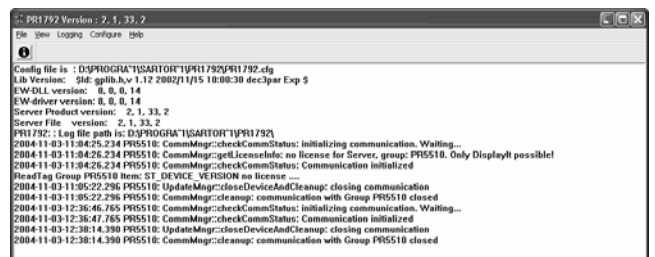 PR1792 Version : 2, 1, 33, 2
File View Logging Configure Help
Config file is : D:\PROGRA~1\SARTOR~1\PR1792\PR1792.cfg
Lib Version: $Id: gplib.h,v 1.12 2002/11/15 10:00:30 dec3par Exp $
EW-DLL version: 8, 0, 0, 14
EW-driver version: 8, 0, 0, 14
Server Product version: 2, 1, 33, 2
Server File version: 2, 1, 33, 2
PR1792: : Log file path is: D:\PROGRA~1\SARTOR~1\PR1792\
2004-11-03-11:04:25.234 PR5510: CommMngr::checkCommStatus: initializing communication. Waiting...
2004-11-03-11:04:26.234 PR5510: CommMngr::getLicenseInfo: no license for Server, group: PR5510. Only DisplayIt possible!
2004-11-03-11:04:26.234 PR5510: CommMngr::checkCommStatus: Communication initialized
ReadTag Group PR5510 Item: ST_DEVICE_VERSION no license ....
2004-11-03-11:05:22.296 PR5510: UpdateMngr::closeDeviceAndCleanup: closing communication
2004-11-03-11:05:22.296 PR5510: CommMngr::cleanup: communication with Group PR5510 closed
2004-11-03-12:36:46.765 PR5510: CommMngr::checkCommStatus: initializing communication. Waiting...
2004-11-03-12:36:47.765 PR5510: CommMngr::checkCommStatus: Communication initialized
2004-11-03-12:38:14.390 PR5510: UpdateMngr::closeDeviceAndCleanup: closing communication
2004-11-03-12:38:14.390 PR5510: CommMngr::cleanup: communication with Group PR5510 closed